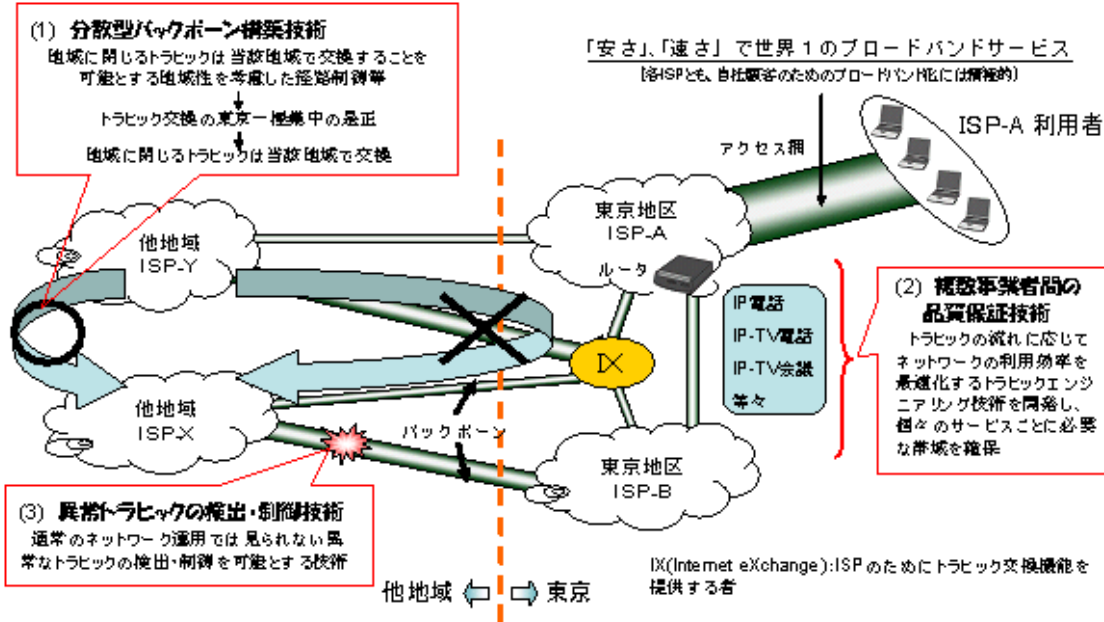 (1) 分散型バックボーン構築技術
地域に閉じるトラヒックは当該地域で交換することを
可能とする地域性を考慮した経路制御等
トラヒック交換の東京一極集中の是正
地域に閉じるトラヒックは当該地域で交換
「安さ」、「速さ」で世界1のブロードバンドサービス
(各ISPとも、自社顧客のためのブロードバンド化には積極的)
アクセス網
ISP-A 利用者
他地域
ISP-Y
東京地区
ISP-A
ルータ
IP電話
IP-TV電話
IP-TV会議
等々
(2) 複数事業者間の
品質保証技術
トラヒックの流れに応じて
ネットワークの利用効率を
最適化するトラヒックエンジ
ニアリング技術を開発し、
個々のサービスごとに必要
な帯域を確保
IX
他地域
ISP-X
バックボーン
東京地区
ISP-B
(3) 異常トラヒックの検出・制御技術
通常のネットワーク運用では見られない異
常なトラヒックの検出・制御を可能とする技術
他地域
東京
IX(Internet eXchange):ISPのためにトラヒック交換機能を
提供する者